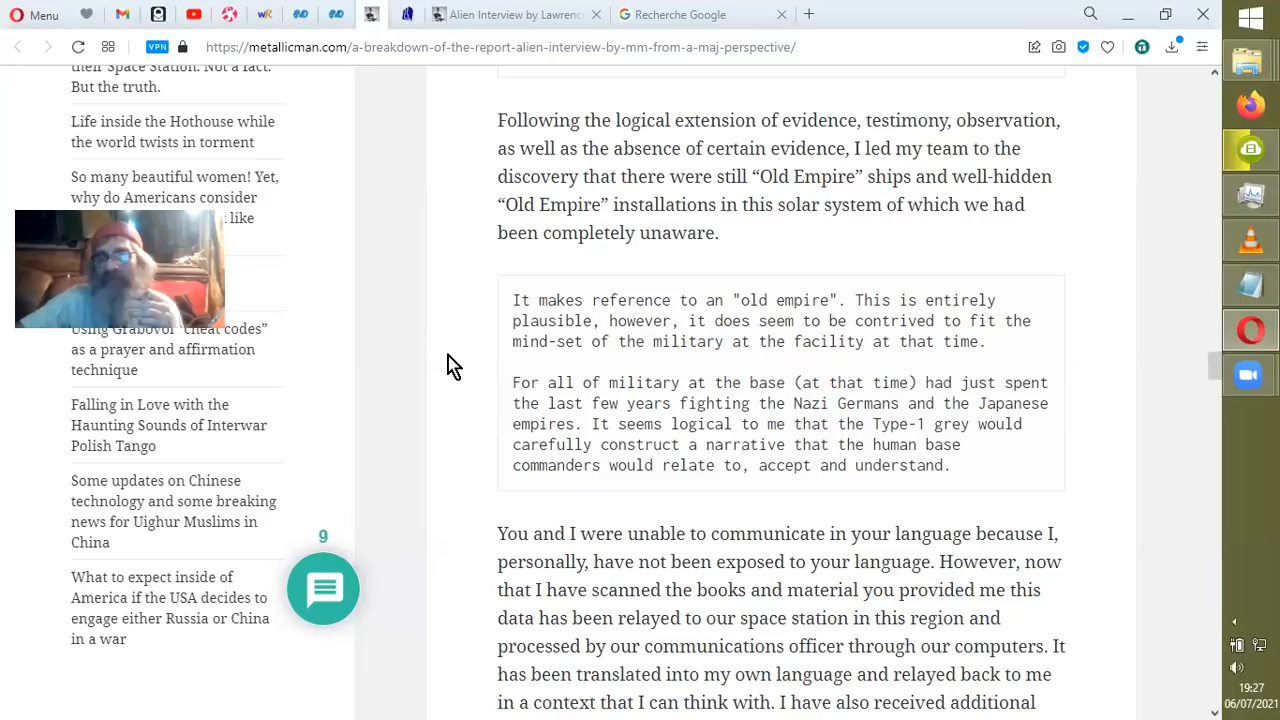 Menu
Alien Interview by Lawrenc
Recherche Google
VPN
https://metallicman.com/a-breakdown-of-the-report-alien-interview-by-mm-from-a-maj-perspective/
their Space Station. Not a fact.
But the truth.
Life inside the Hothouse while
the world twists in torment
So many beautiful women! Yet,
why do Americans consider
: like
Using Grabovoi “cheat codes”
as a prayer and affirmation
technique
Falling in Love with the
Haunting Sounds of Interwar
Polish Tango
Some updates on Chinese
technology and some breaking
news for Uighur Muslims in
China
What to expect inside of
America if the USA decides to
engage either Russia or China
in a war
9
Following the logical extension of evidence, testimony, observation,
as well as the absence of certain evidence, I led my team to the
discovery that there were still “Old Empire” ships and well-hidden
“Old Empire” installations in this solar system of which we had
been completely unaware.
It makes reference to an "old empire". This is entirely
plausible, however, it does seem to be contrived to fit the
mind-set of the military at the facility at that time.
For all of military at the base (at that time) had just spent
the last few years fighting the Nazi Germans and the Japanese
empires. It seems logical to me that the Type-1 grey would
carefully construct a narrative that the human base
commanders would relate to, accept and understand.
You and I were unable to communicate in your language because I,
personally, have not been exposed to your language. However, now
that I have scanned the books and material you provided me this
data has been relayed to our space station in this region and
processed by our communications officer through our computers. It
has been translated into my own language and relayed back to me
in a context that I can think with. I have also received additional
19:27
06/07/2021